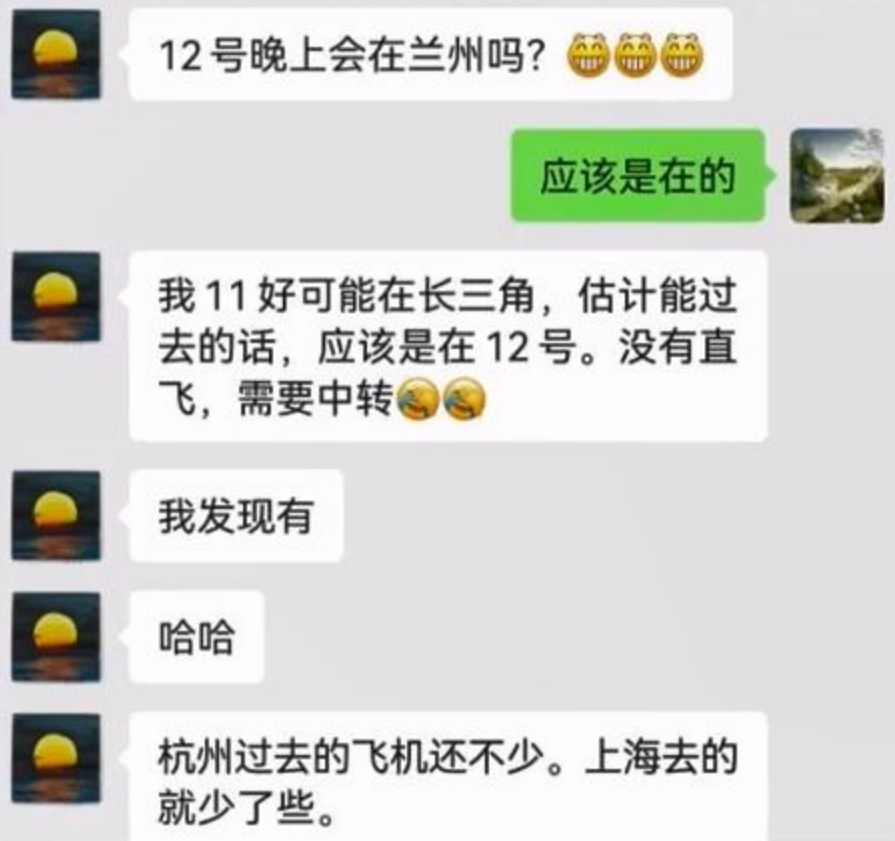 12号晚上会在兰州吗？😁😁😁
应该是在的
我11好可能在长三角，估计能过
去的话，应该是在12号。没有直
飞，需要中转🤣🤣
我发现有
哈哈
杭州过去的飞机还不少。上海去的
就少了些。